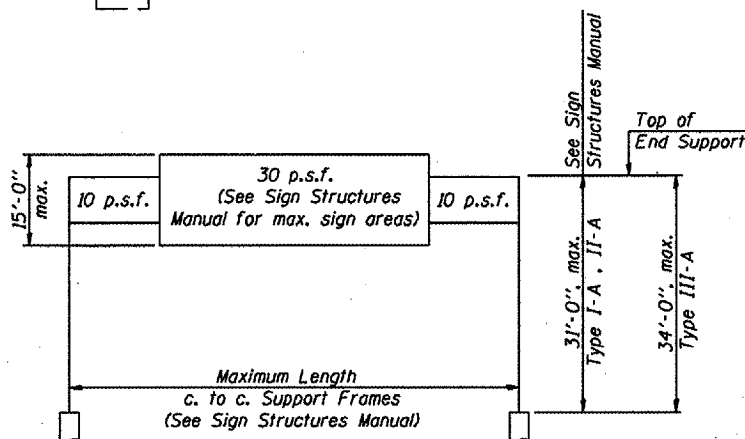 See Sign
Structures Manual
Top of
End Support
15'-0"
max.
10 p.s.f.
30 p.s.f.
(See Sign Structures
Manual for max. sign areas)
10 p.s.f.
31'-0", max.
Type I-A , II-A
34'-0", max.
Type III-A
Maximum Length
c. to c. Support Frames
(See Sign Structures Manual)